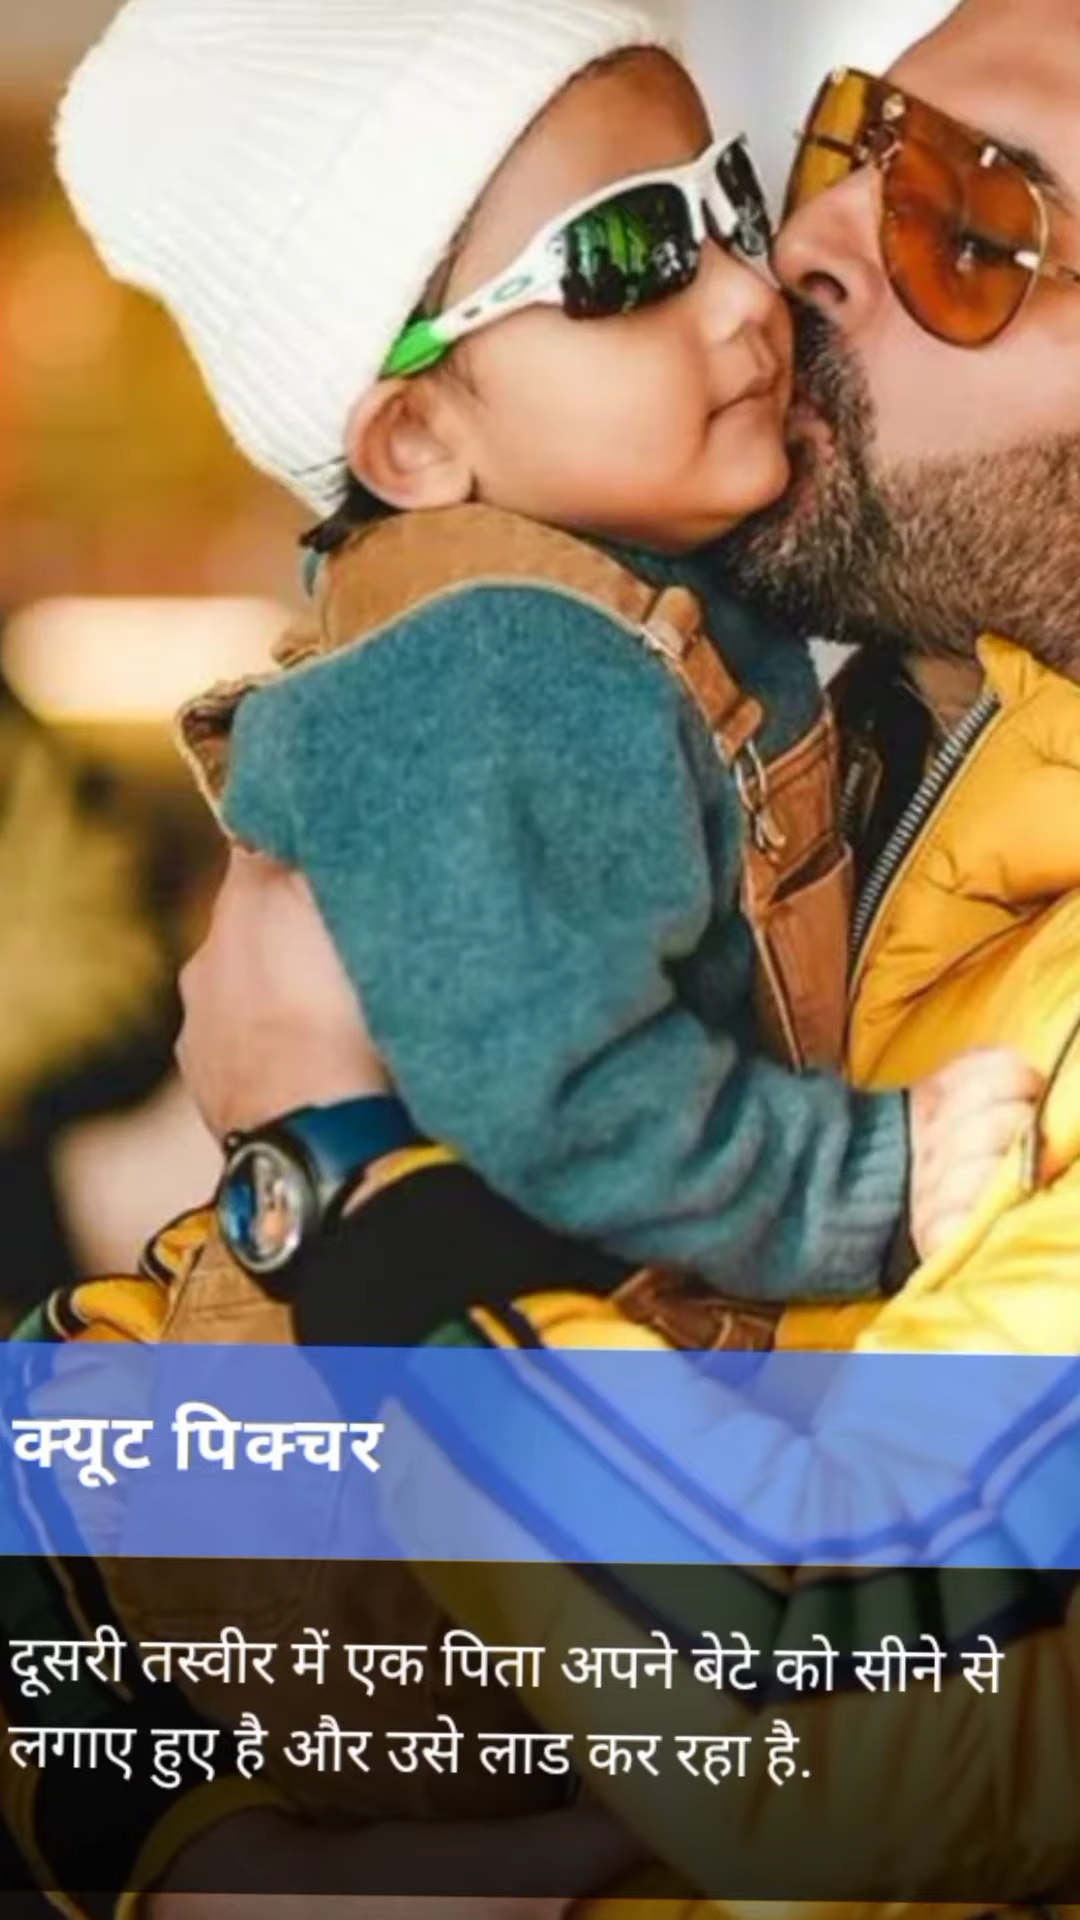 क्यूट पिक्चर
दूसरी तस्वीर में एक पिता अपने बेटे को सीने से
लगाए हुए है और उसे लाड कर रहा है.